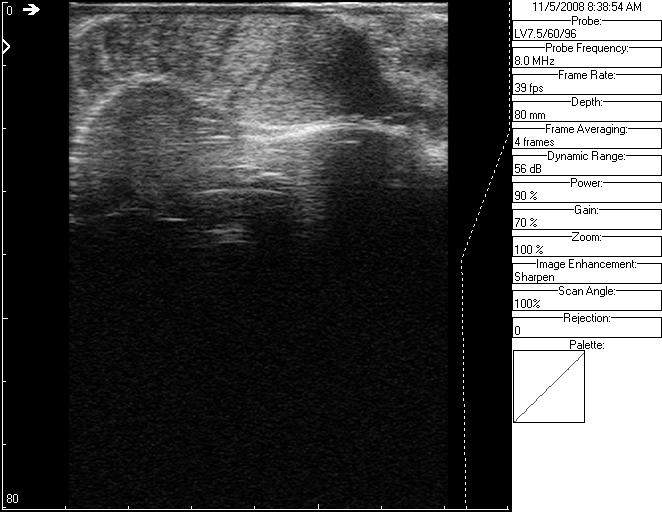 0
11/5/2008 8:38:54 AM
Probe:
LV7.5/60/96
Probe Frequency:
8.0 MHz
Frame Rate:
39 fps
Depth:
80 mm
Frame Averaging:
4 frames
Dynamic Range:
56 dB
Power:
90 %
Gain:
70 %
Zoom:
100 %
Image Enhancement:
Sharpen
Scan Angle:
100%
Rejection:
0
Palette:
80